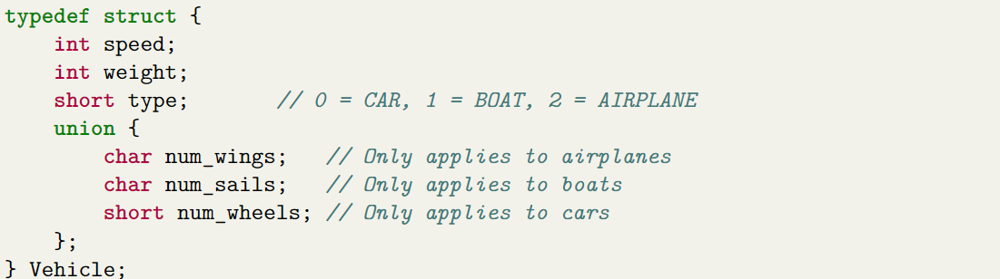 typedef struct {
    int speed;
    int weight;
    short type;       // 0 = CAR, 1 = BOAT, 2 = AIRPLANE
    union {
        char num_wings;   // Only applies to airplanes
        char num_sails;   // Only applies to boats
        short num_wheels; // Only applies to cars
    };
} Vehicle;